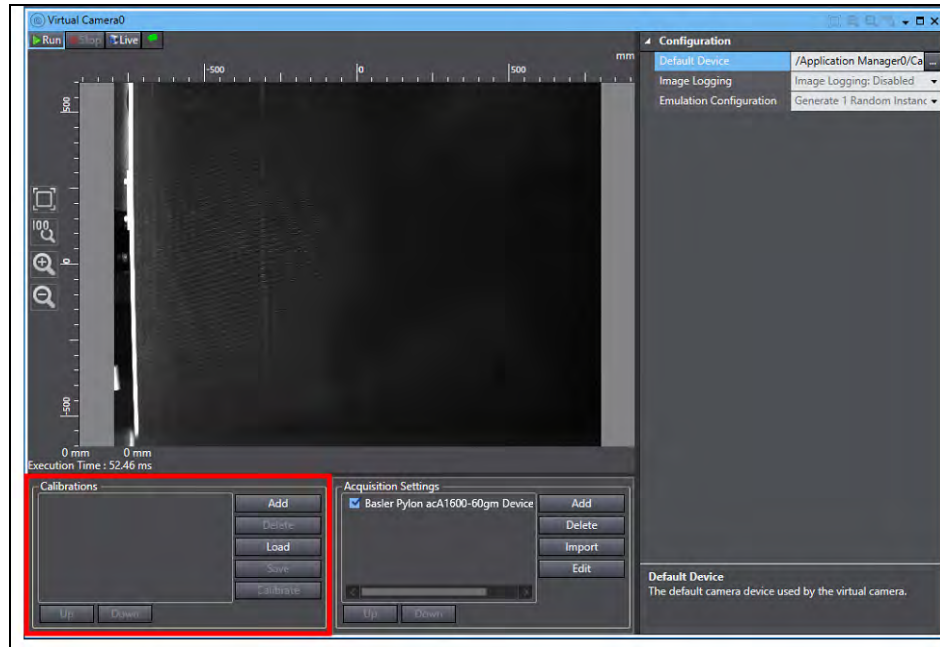 Virtual Camera0
Run Stop Live
mm
-500 0 500
500
0
-500
0 mm 0 mm
Execution Time : 52.46 ms
Configuration
Default Device /Application Manager0/Ca ...
Image Logging Image Logging: Disabled
Emulation Configuration Generate 1 Random Instanc
100
Calibrations
Add
Delete
Load
Save
Calibrate
Up Down
Acquisition Settings
Basler Pylon acA1600-60gm Device
Add
Delete
Import
Edit
Up Down
Default Device
The default camera device used by the virtual camera.